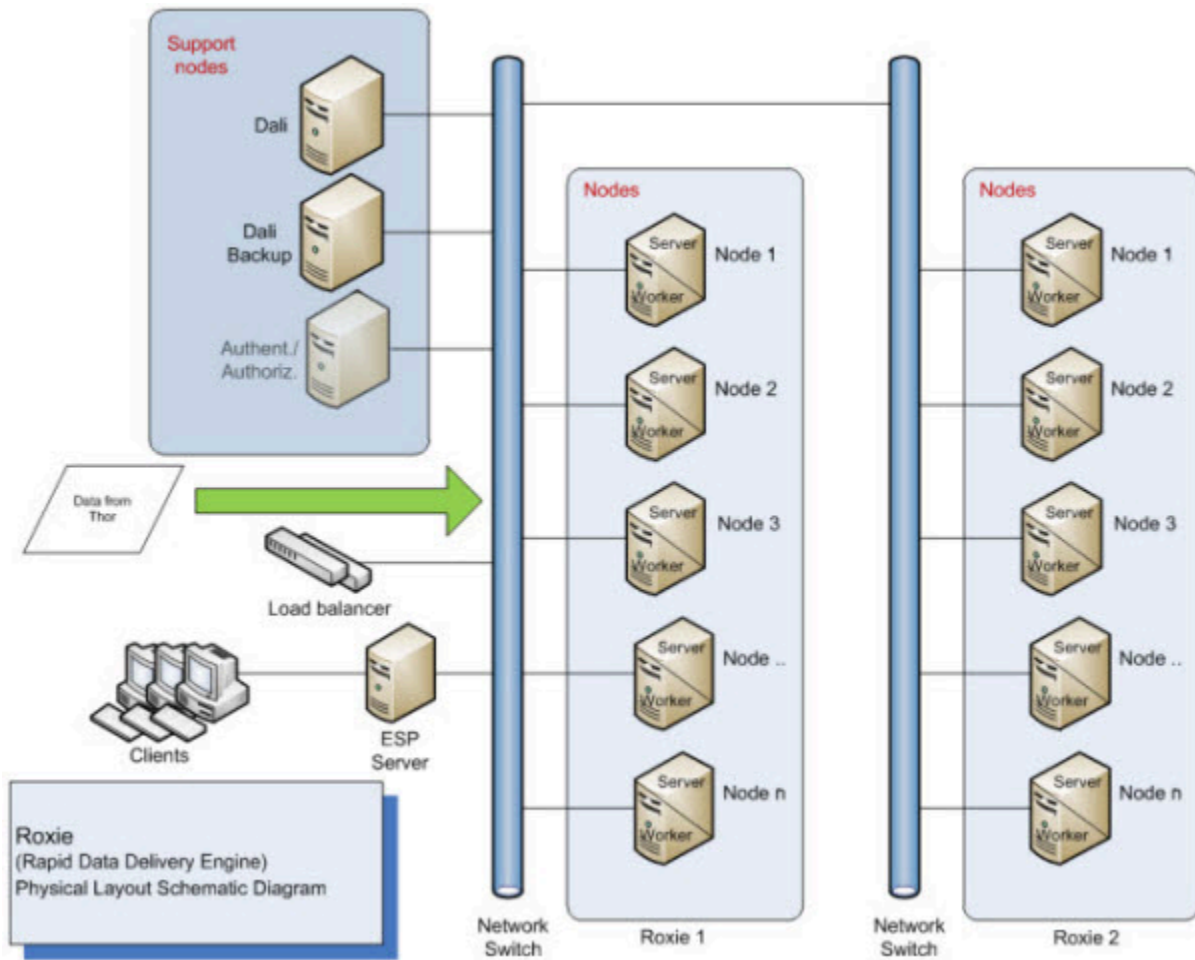 Support
nodes
Dali
Dali
Backup
Authent./
Authoriz.
Data from
Thor
Load balancer
Clients
ESP
Server
Roxie
(Rapid Data Delivery Engine)
Physical Layout Schematic Diagram
Network
Switch
Nodes
Server
Worker
Node 1
Server
Worker
Node 2
Server
Worker
Node 3
Server
Worker
Node ..
Server
Worker
Node n
Roxie 1
Network
Switch
Nodes
Server
Worker
Node 1
Server
Worker
Node 2
Server
Worker
Node 3
Server
Worker
Node ..
Server
Worker
Node n
Roxie 2